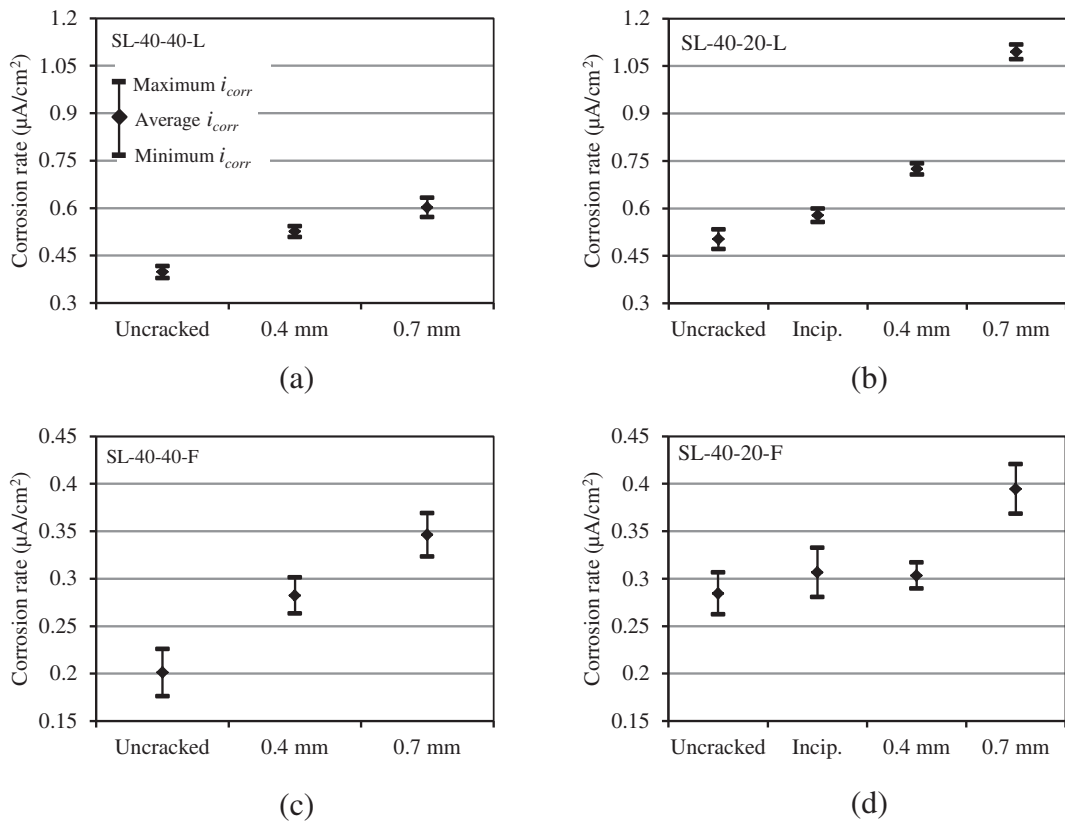 (a)
Corrosion rate (µA/cm²)
1.2
1.05
0.9
0.75
0.6
0.45
0.3
SL-40-40-L
Maximum i_corr
Average i_corr
Minimum i_corr
Uncracked 0.4 mm 0.7 mm
(b)
Corrosion rate (µA/cm²)
1.2
1.05
0.9
0.75
0.6
0.45
0.3
SL-40-20-L
Uncracked Incip. 0.4 mm 0.7 mm
(c)
Corrosion rate (µA/cm²)
0.45
0.4
0.35
0.3
0.25
0.2
0.15
SL-40-40-F
Uncracked 0.4 mm 0.7 mm
(d)
Corrosion rate (µA/cm²)
0.45
0.4
0.35
0.3
0.25
0.2
0.15
SL-40-20-F
Uncracked Incip. 0.4 mm 0.7 mm